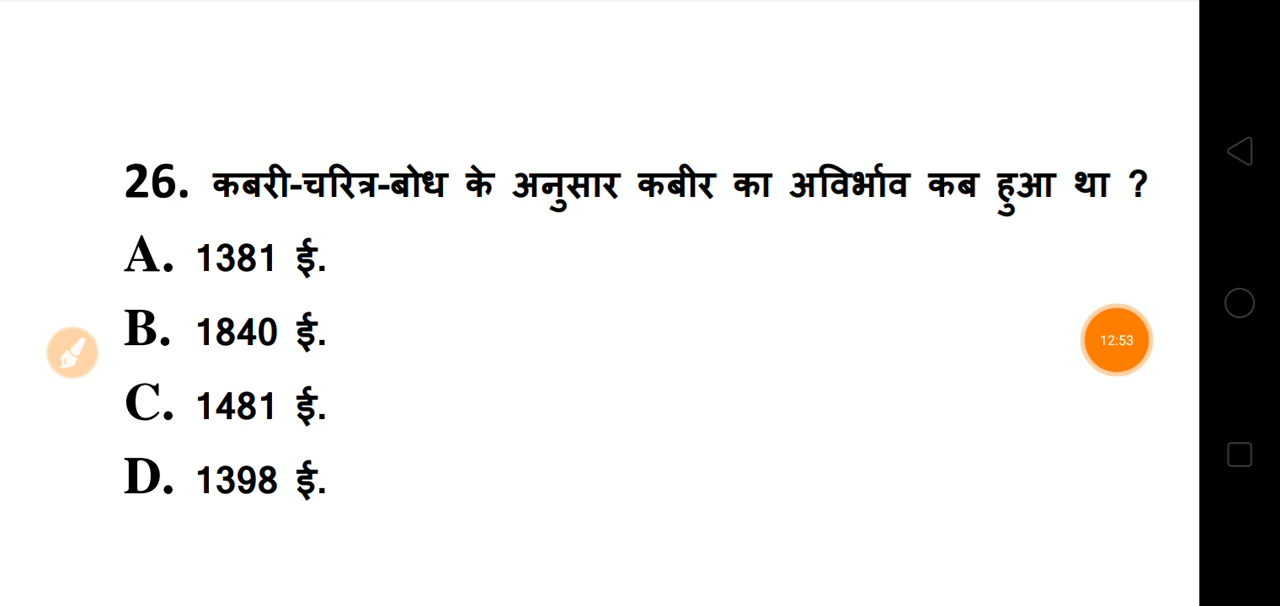 26. कबरी-चरित्र-बोध के अनुसार कबीर का अविर्भाव कब हुआ था ?
A. 1381 ई.
B. 1840 ई.
12:53
C. 1481 ई.
D. 1398 ई.